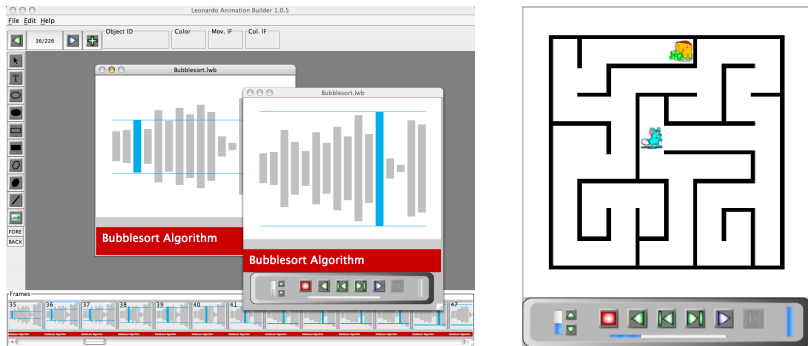 Leonardo Animation Builder 1.0.5
File Edit Help
36/226
Object ID
Color
Mov. IF
Col. IF
T
FORE
BACK
Bubblesort.lwb
Bubblesort Algorithm
Bubblesort.lwb
Bubblesort Algorithm
Frames
35 36 37 38 39 40 41 47